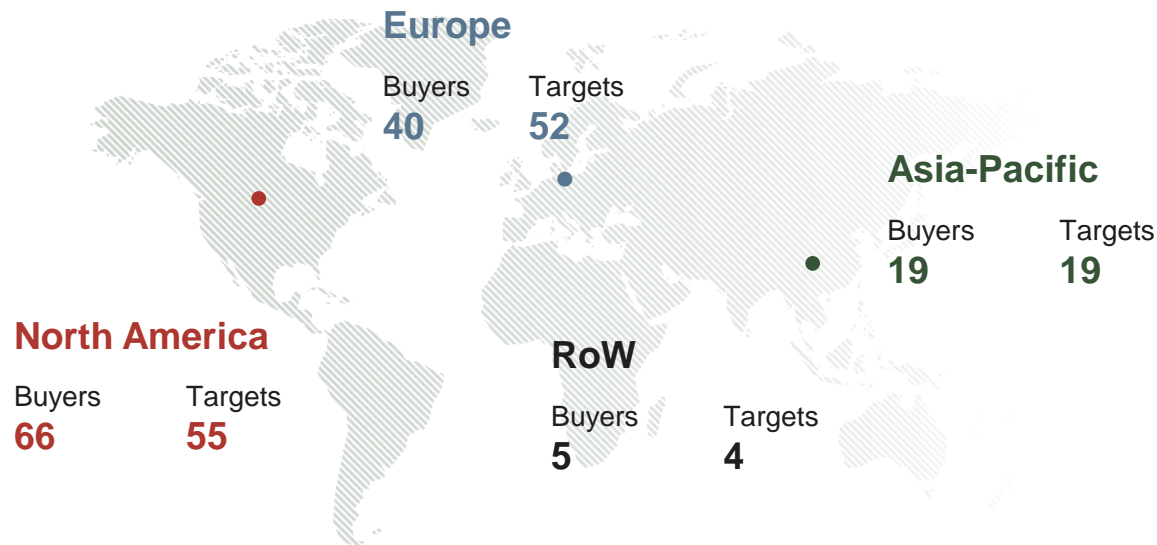 Europe
Buyers Targets
40 52
Asia-Pacific
Buyers Targets
19 19
North America
Buyers Targets
66 55
RoW
Buyers Targets
5 4